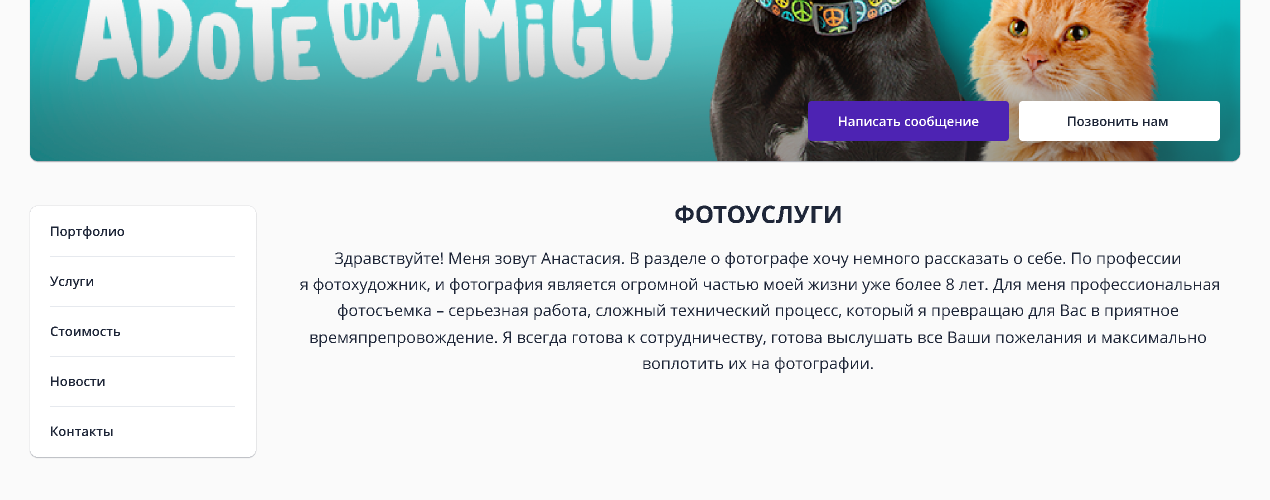 ADOTE UM AMIGO
Написать сообщение
Позвонить нам
Портфолио
Услуги
Стоимость
Новости
Контакты
ФОТОУСЛУГИ
Здравствуйте! Меня зовут Анастасия. В разделе о фотографе хочу немного рассказать о себе. По профессии
я фотохудожник, и фотография является огромной частью моей жизни уже более 8 лет. Для меня профессиональная
фотосъемка – серьезная работа, сложный технический процесс, который я превращаю для Вас в приятное
времяпрепровождение. Я всегда готова к сотрудничеству, готова выслушать все Ваши пожелания и максимально
воплотить их на фотографии.